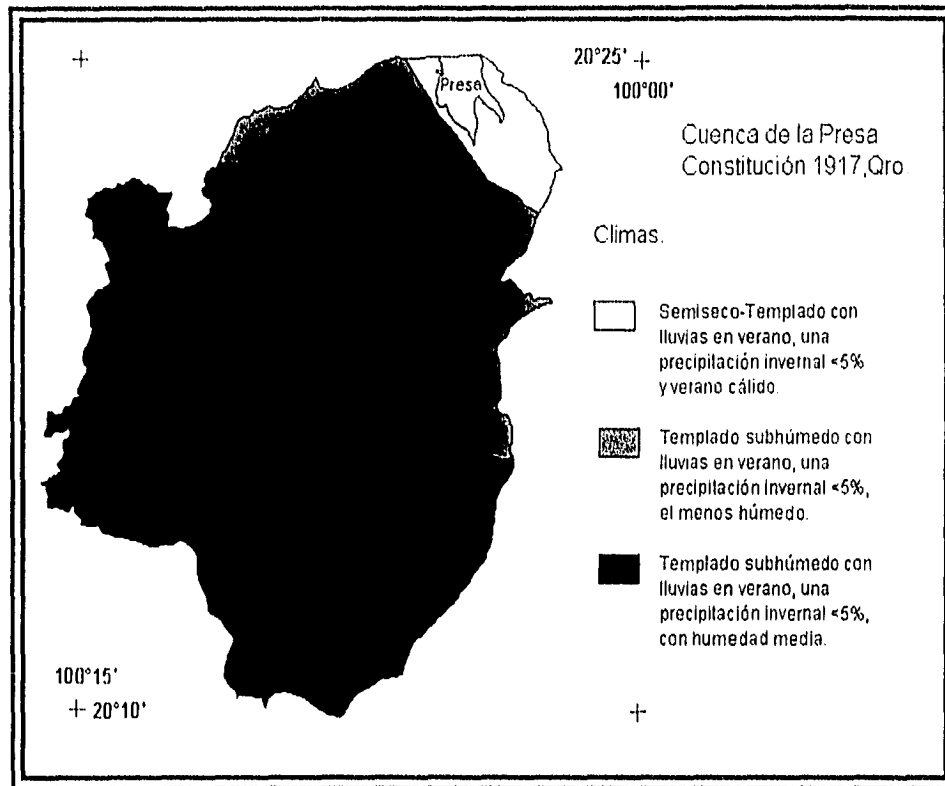 20°25'
100°00'
Presa
Cuenca de la Presa
Constitución 1917,Qro.
Climas.
Semiseco-Templado con
lluvias en verano, una
precipitación invernal <5%
y verano cálido.
Templado subhúmedo con
lluvias en verano, una
precipitación invernal <5%,
el menos húmedo.
Templado subhúmedo con
lluvias en verano, una
precipitación invernal <5%,
con humedad media.
100°15'
20°10'